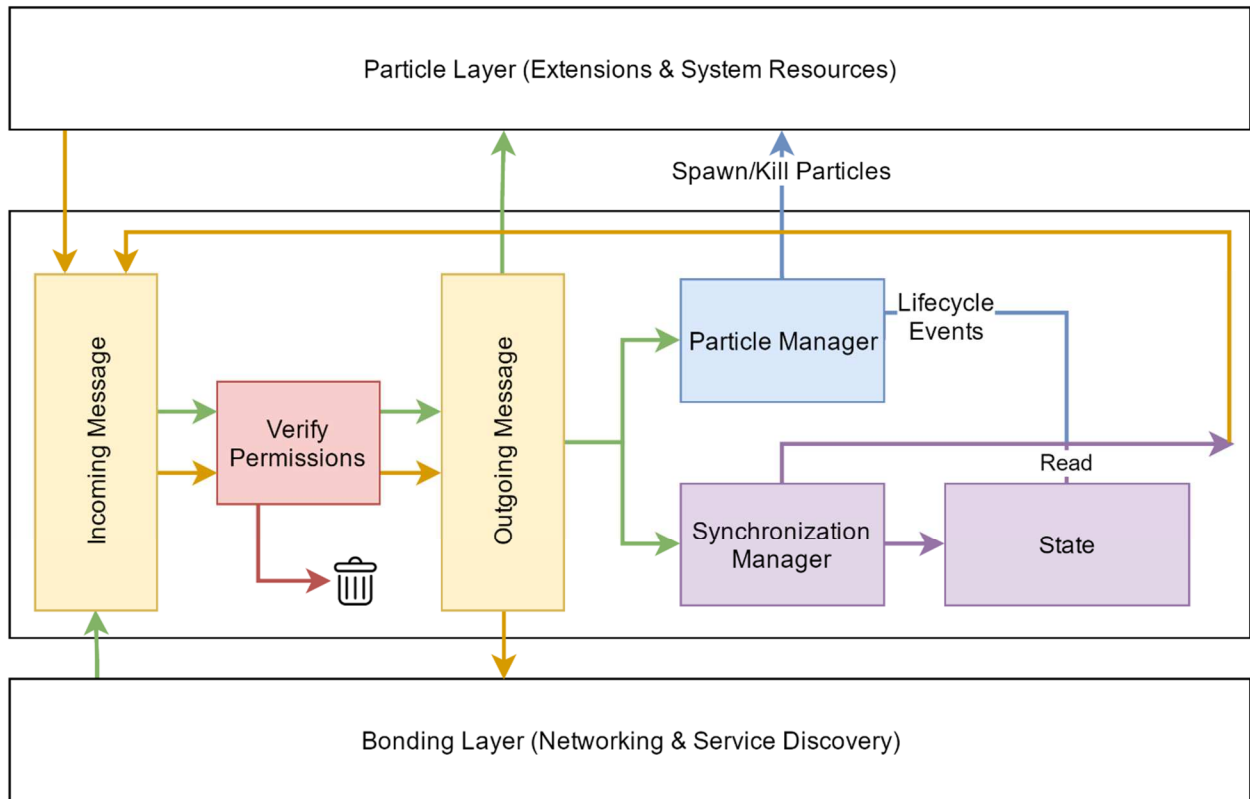 Particle Layer (Extensions & System Resources)
Spawn/Kill Particles
Incoming Message
Verify
Permissions
Outgoing Message
Particle Manager
Lifecycle
Events
Read
Synchronization
Manager
State
Bonding Layer (Networking & Service Discovery)